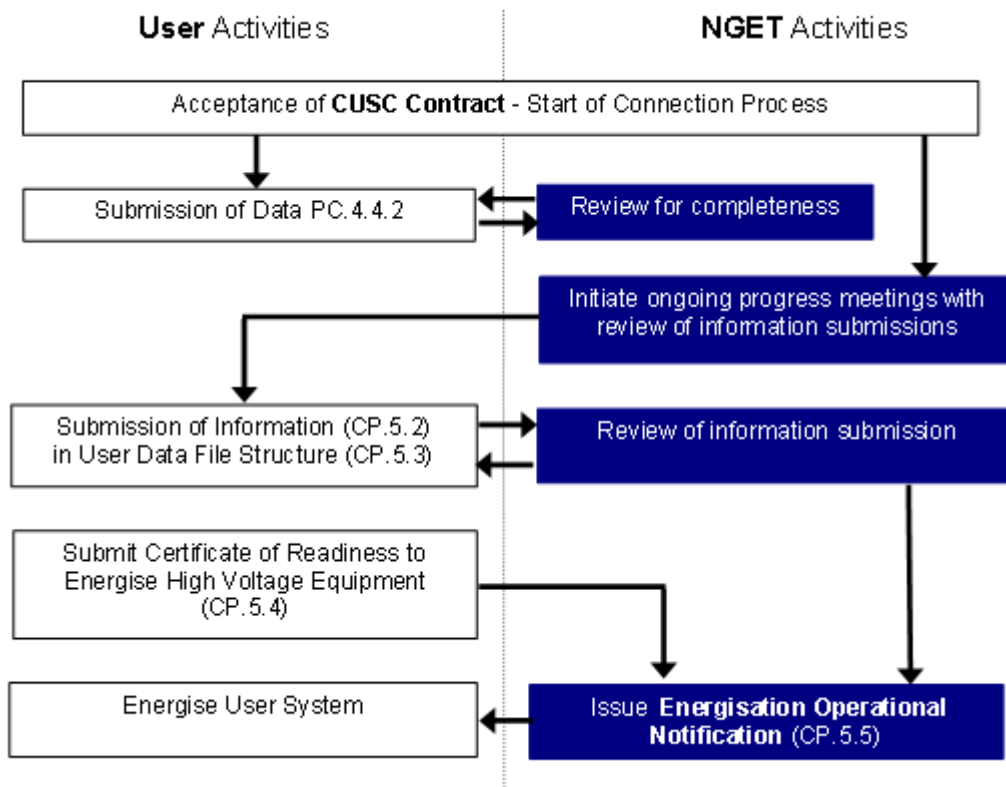 User Activities
NGET Activities
Acceptance of CUSC Contract - Start of Connection Process
Submission of Data PC.4.4.2
Review for completeness
Initiate ongoing progress meetings with
review of information submissions
Submission of Information (CP.5.2)
in User Data File Structure (CP.5.3)
Review of information submission
Submit Certificate of Readiness to
Energise High Voltage Equipment
(CP.5.4)
Energise User System
Issue Energisation Operational
Notification (CP.5.5)